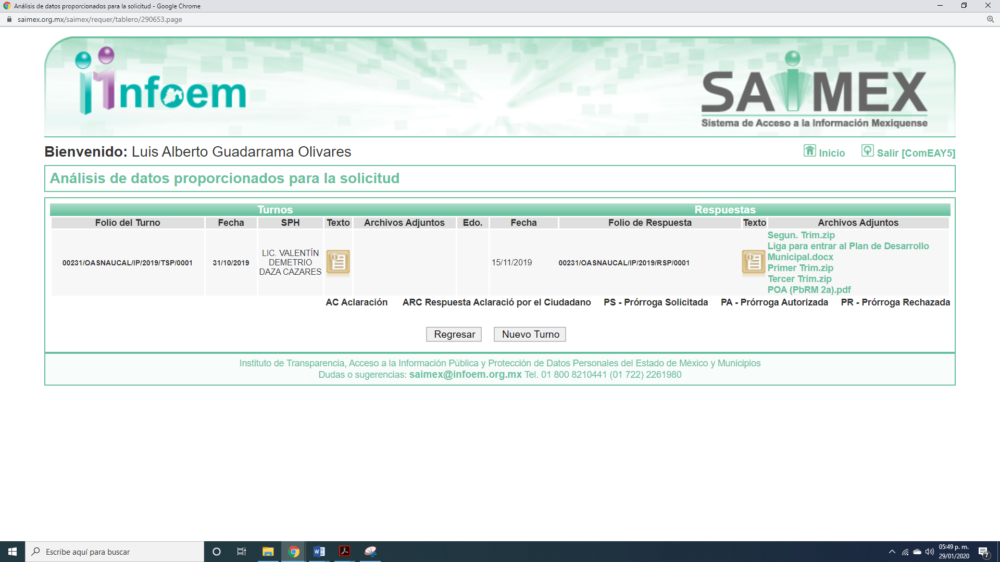 Análisis de datos proporcionados para la solicitud - Google Chrome
saimex.org.mx/saimex/requer/tablero/290653.page
infoem
SAIMEX
Sistema de Acceso a la Información Mexiquense
Bienvenido: Luis Alberto Guadarrama Olivares
Inicio
Salir [ComEAY5]
Análisis de datos proporcionados para la solicitud
Turnos
Respuestas
Folio del Turno
Fecha
SPH
Texto
Archivos Adjuntos
Edo.
Fecha
Folio de Respuesta
Texto
Archivos Adjuntos
00231/OASNAUCAL/IP/2019/TSP/0001
31/10/2019
LIC. VALENTÍN
DEMETRIO
DAZA CAZARES
15/11/2019
00231/OASNAUCAL/IP/2019/RSP/0001
Segun. Trim.zip
Liga para entrar al Plan de Desarrollo
Municipal.docx
Primer Trim.zip
Tercer Trim.zip
POA (PbRM 2a).pdf
AC Aclaración
ARC Respuesta Aclaració por el Ciudadano
PS - Prórroga Solicitada
PA - Prórroga Autorizada
PR - Prórroga Rechazada
Regresar
Nuevo Turno
Instituto de Transparencia, Acceso a la Información Pública y Protección de Datos Personales del Estado de México y Municipios
Dudas o sugerencias: saimex@infoem.org.mx Tel. 01 800 8210441 (01 722) 2261980
Escribe aquí para buscar
05:49 p. m.
29/01/2020
7